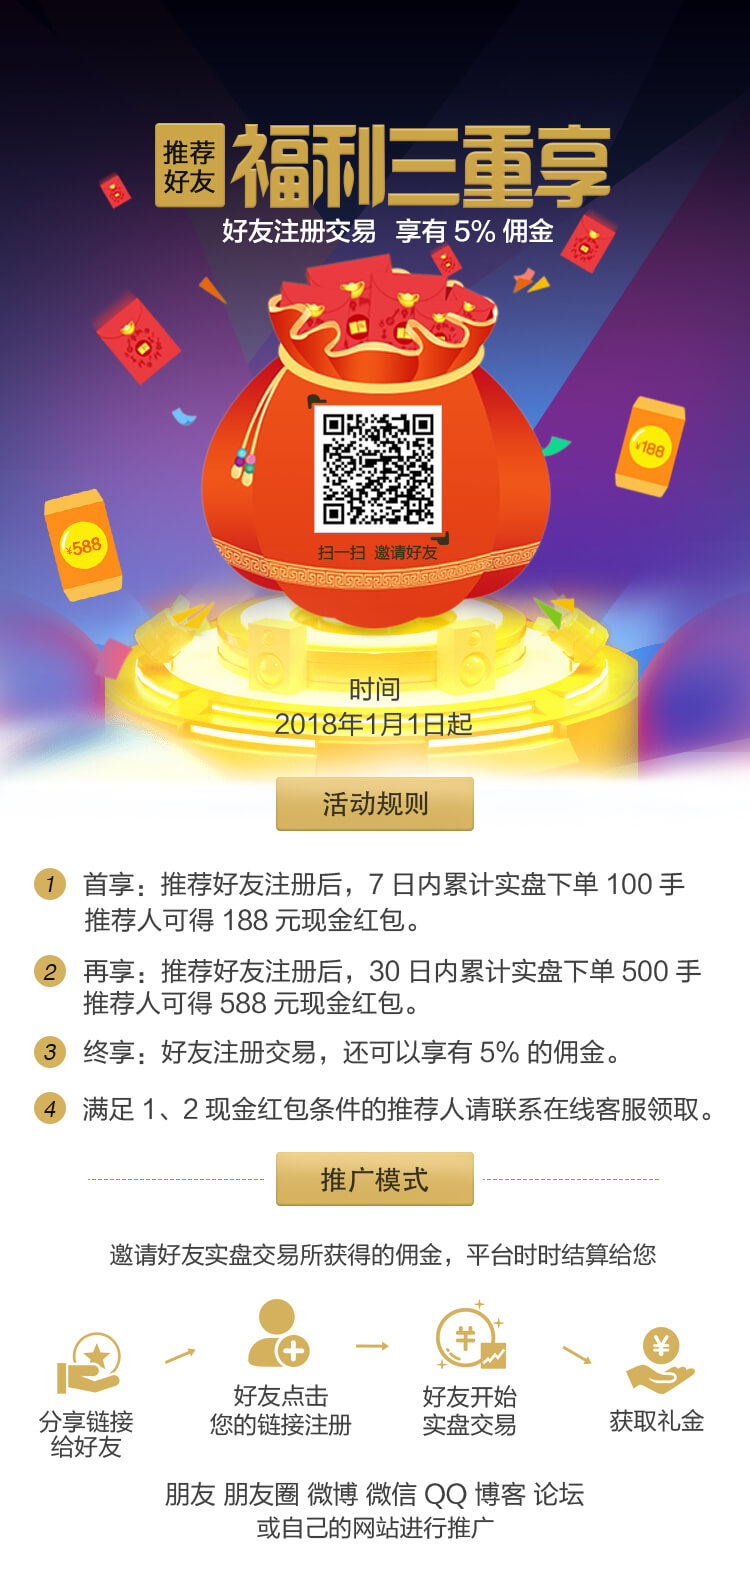 推荐
好友
福利三重享
好友注册交易 享有 5% 佣金
¥188
¥588
扫一扫 邀请好友
时间
2018年1月1日起
活动规则
1 首享：推荐好友注册后，7 日内累计实盘下单 100 手
推荐人可得 188 元现金红包。
2 再享：推荐好友注册后，30 日内累计实盘下单 500 手
推荐人可得 588 元现金红包。
3 终享：好友注册交易，还可以享有 5% 的佣金。
4 满足 1、2 现金红包条件的推荐人请联系在线客服领取。
推广模式
邀请好友实盘交易所获得的佣金，平台时时结算给您
分享链接
给好友
好友点击
您的链接注册
好友开始
实盘交易
¥
获取礼金
朋友 朋友圈 微博 微信 QQ 博客 论坛
或自己的网站进行推广